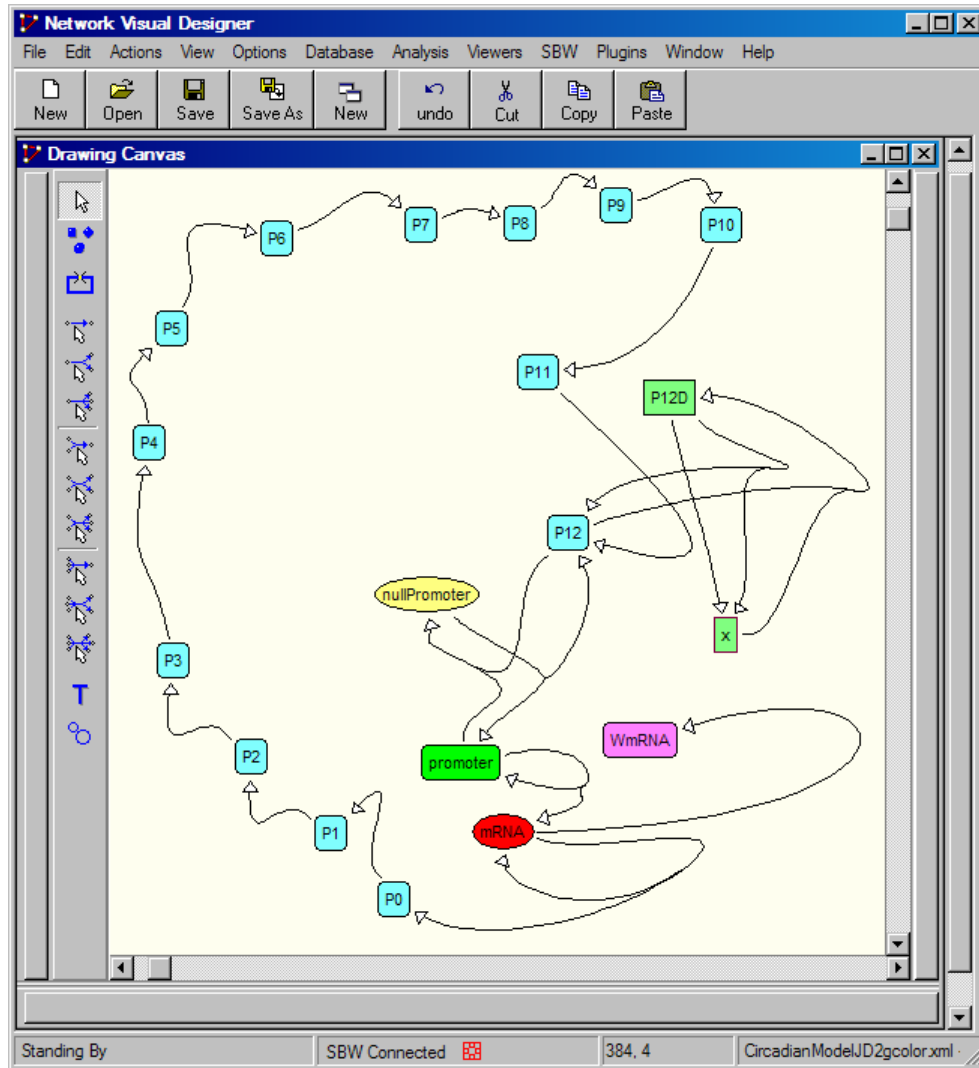 Network Visual Designer
File Edit Actions View Options Database Analysis Viewers SBW Plugins Window Help
New Open Save Save As New undo Cut Copy Paste
Drawing Canvas
P9
P6 P7 P8 P10
P5
P11
P12D
P4
P12
nullPromoter
x
P3
T
WmRNA
P2 promoter
P1 mRNA
P0
Standing By SBW Connected 384, 4 CircadianModelJD2gcolor.xml -